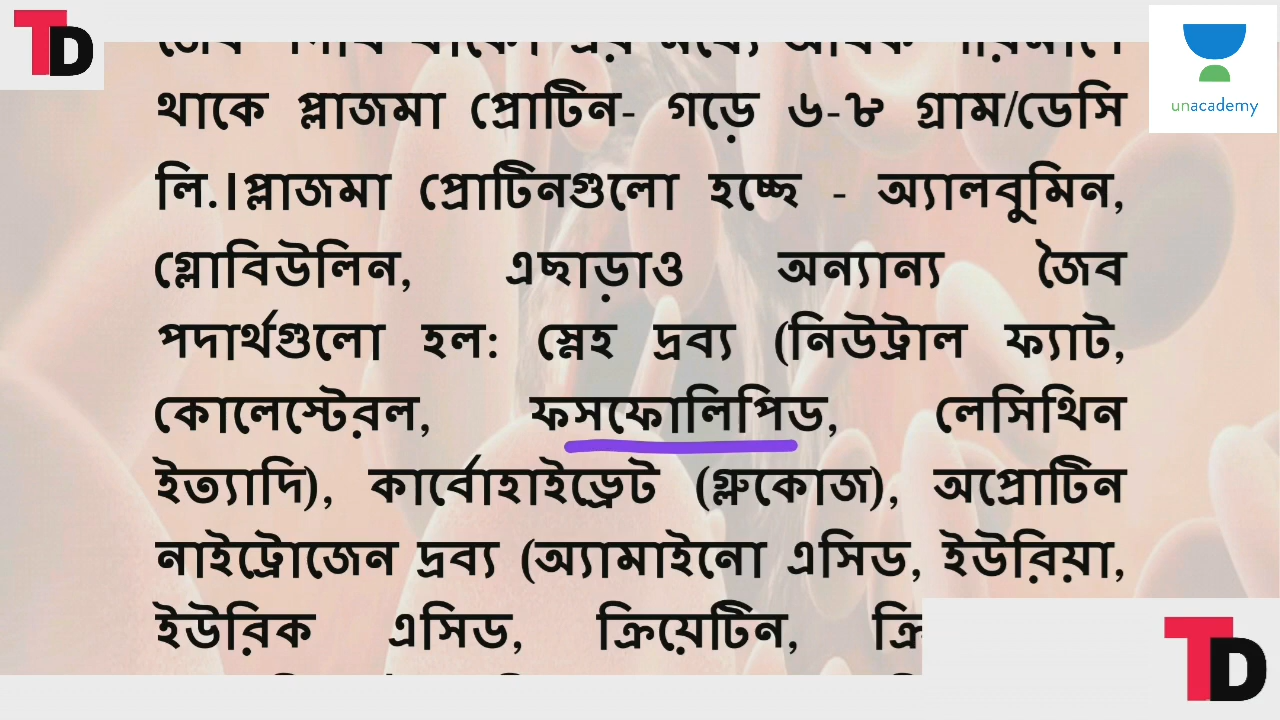 TD
unacademy
থাকে প্লাজমা প্রোটিন- গড়ে ৬-৮ গ্রাম/ডেসি
লি.।প্লাজমা প্রোটিনগুলো হচ্ছে - অ্যালবুমিন,
গ্লোবিউলিন, এছাড়াও অন্যান্য জৈব
পদার্থগুলো হল: স্নেহ দ্রব্য (নিউট্রাল ফ্যাট,
কোলেস্টেরল, ফসফোলিপিড, লেসিথিন
ইত্যাদি), কার্বোহাইড্রেট (গ্লুকোজ), অপ্রোটিন
নাইট্রোজেন দ্রব্য (অ্যামাইনো এসিড, ইউরিয়া,
ইউরিক এসিড, ক্রিয়েটিন,
TD